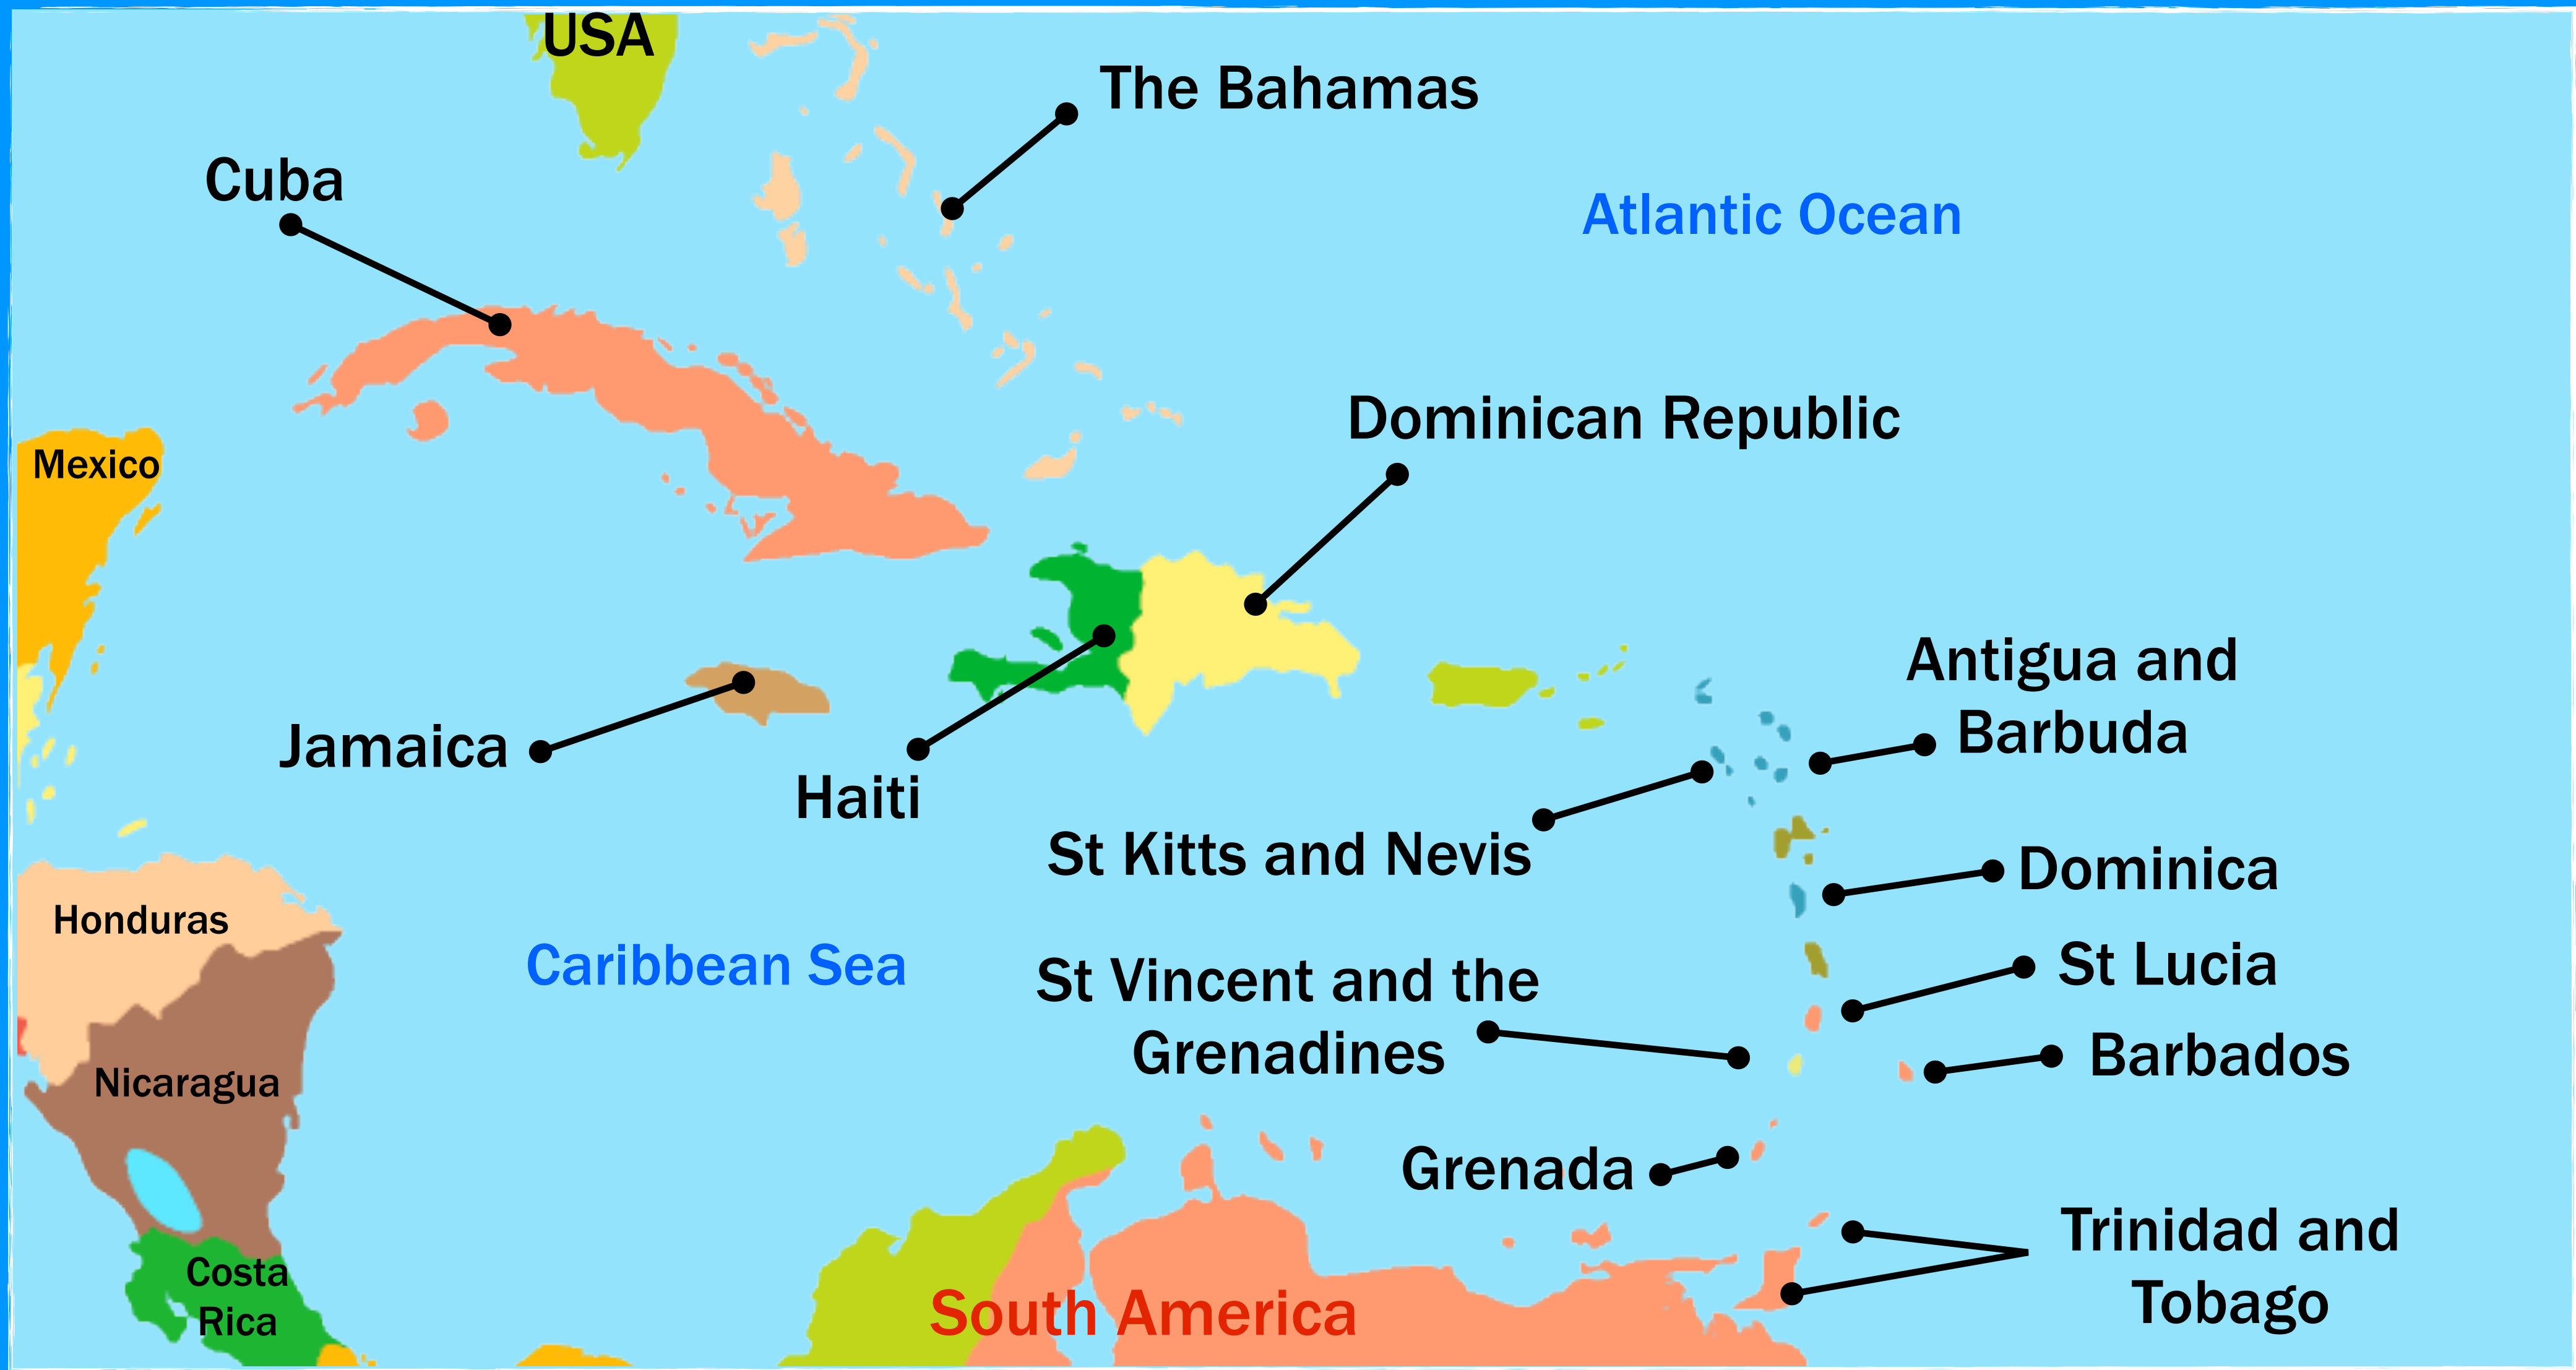 USA
The Bahamas
Cuba
Atlantic Ocean
Dominican Republic
Mexico
Antigua and
Barbuda
Jamaica
Haiti
St Kitts and Nevis
Dominica
Honduras
Caribbean Sea
St Vincent and the
Grenadines
St Lucia
Barbados
Nicaragua
Grenada
Trinidad and
Tobago
Costa
Rica
South America